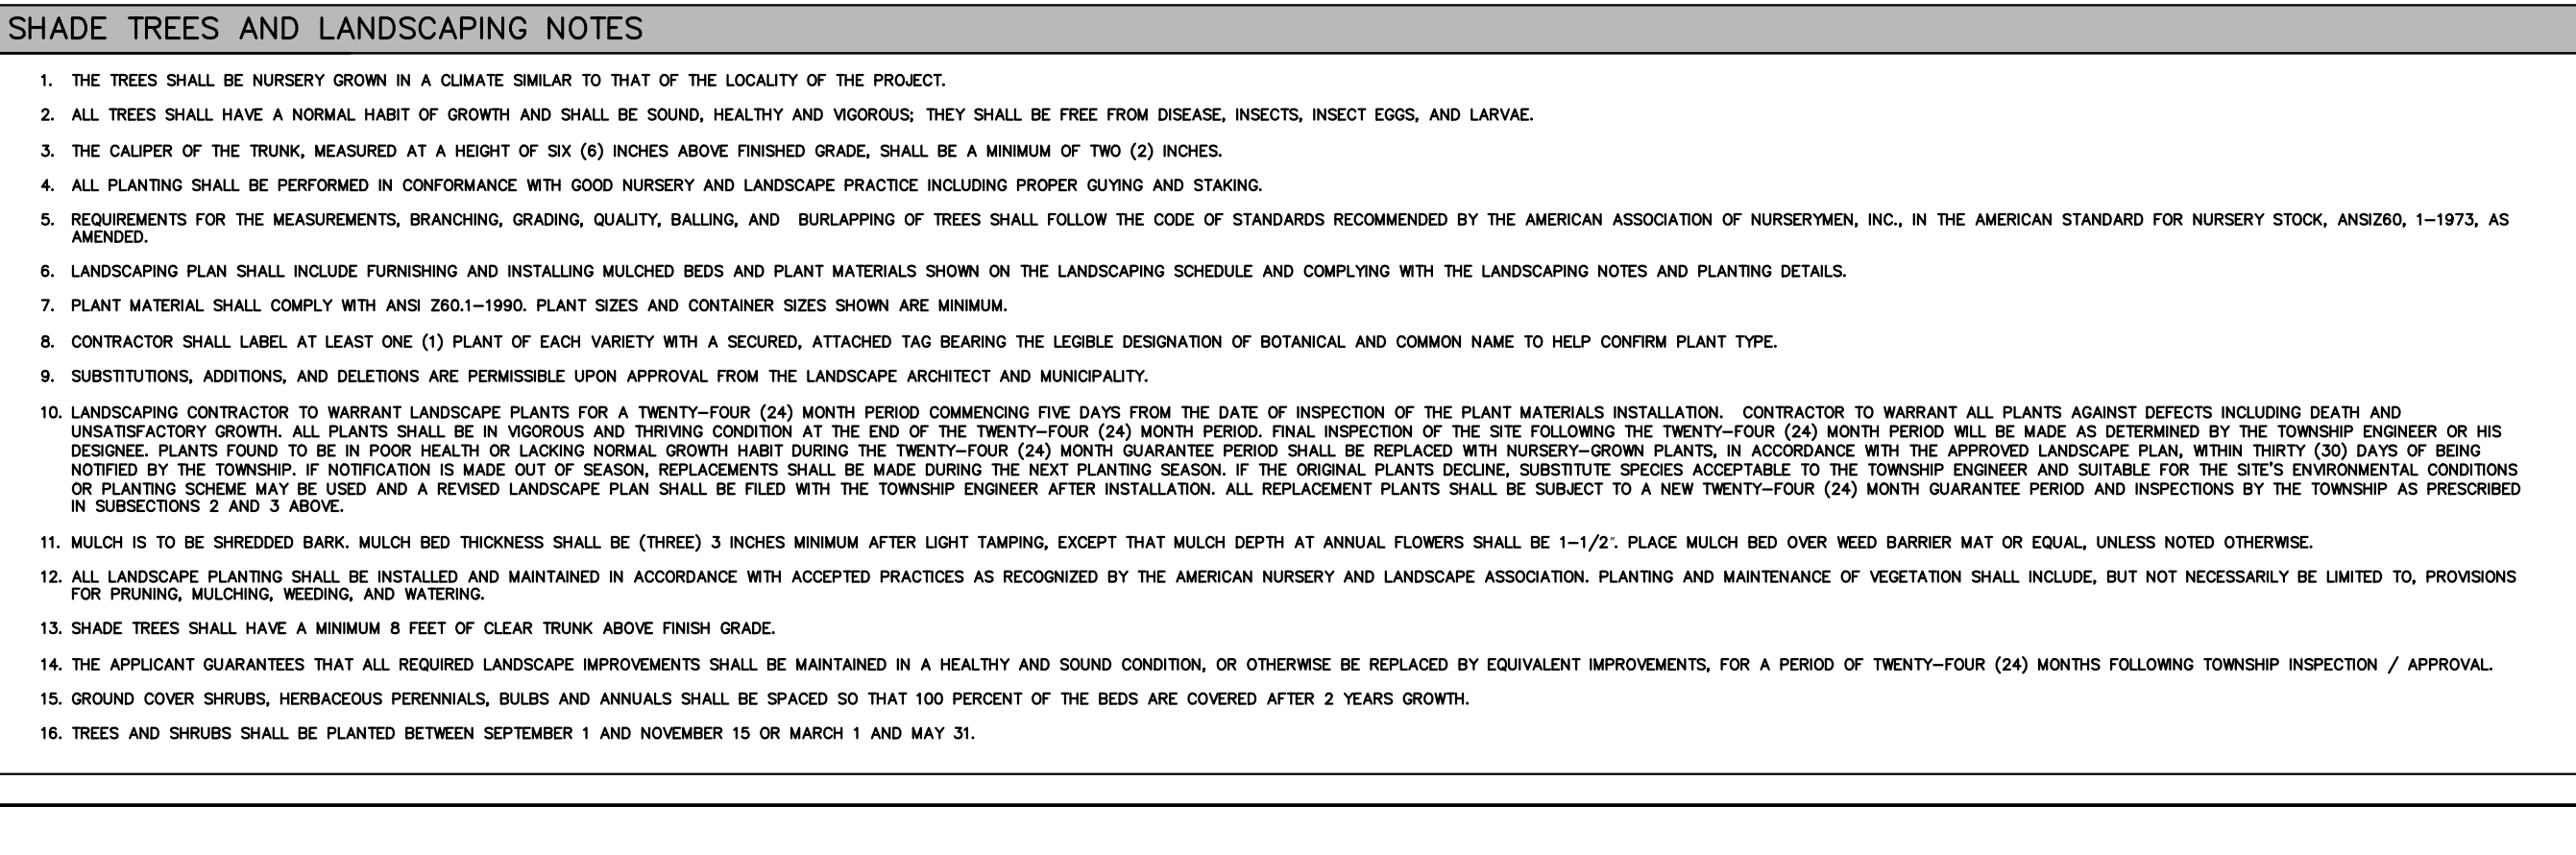 SHADE TREES AND LANDSCAPING NOTES
1. THE TREES SHALL BE NURSERY GROWN IN A CLIMATE SIMILAR TO THAT OF THE LOCALITY OF THE PROJECT.
2. ALL TREES SHALL HAVE A NORMAL HABIT OF GROWTH AND SHALL BE SOUND, HEALTHY AND VIGOROUS; THEY SHALL BE FREE FROM DISEASE, INSECTS, INSECT EGGS, AND LARVAE.
3. THE CALIPER OF THE TRUNK, MEASURED AT A HEIGHT OF SIX (6) INCHES ABOVE FINISHED GRADE, SHALL BE A MINIMUM OF TWO (2) INCHES.
4. ALL PLANTING SHALL BE PERFORMED IN CONFORMANCE WITH GOOD NURSERY AND LANDSCAPE PRACTICE INCLUDING PROPER GUYING AND STAKING.
5. REQUIREMENTS FOR THE MEASUREMENTS, BRANCHING, GRADING, QUALITY, BALLING, AND BURLAPPING OF TREES SHALL FOLLOW THE CODE OF STANDARDS RECOMMENDED BY THE AMERICAN ASSOCIATION OF NURSERYMEN, INC., IN THE AMERICAN STANDARD FOR NURSERY STOCK, ANSIZ60, 1-1973, AS
AMENDED.
6. LANDSCAPING PLAN SHALL INCLUDE FURNISHING AND INSTALLING MULCHED BEDS AND PLANT MATERIALS SHOWN ON THE LANDSCAPING SCHEDULE AND COMPLYING WITH THE LANDSCAPING NOTES AND PLANTING DETAILS.
7. PLANT MATERIAL SHALL COMPLY WITH ANSI Z60.1-1990. PLANT SIZES AND CONTAINER SIZES SHOWN ARE MINIMUM.
8. CONTRACTOR SHALL LABEL AT LEAST ONE (1) PLANT OF EACH VARIETY WITH A SECURED, ATTACHED TAG BEARING THE LEGIBLE DESIGNATION OF BOTANICAL AND COMMON NAME TO HELP CONFIRM PLANT TYPE.
9. SUBSTITUTIONS, ADDITIONS, AND DELETIONS ARE PERMISSIBLE UPON APPROVAL FROM THE LANDSCAPE ARCHITECT AND MUNICIPALITY.
10. LANDSCAPING CONTRACTOR TO WARRANT LANDSCAPE PLANTS FOR A TWENTY-FOUR (24) MONTH PERIOD COMMENCING FIVE DAYS FROM THE DATE OF INSPECTION OF THE PLANT MATERIALS INSTALLATION. CONTRACTOR TO WARRANT ALL PLANTS AGAINST DEFECTS INCLUDING DEATH AND
UNSATISFACTORY GROWTH. ALL PLANTS SHALL BE IN VIGOROUS AND THRIVING CONDITION AT THE END OF THE TWENTY-FOUR (24) MONTH PERIOD. FINAL INSPECTION OF THE SITE FOLLOWING THE TWENTY-FOUR (24) MONTH PERIOD WILL BE MADE AS DETERMINED BY THE TOWNSHIP ENGINEER OR HIS
DESIGNEE. PLANTS FOUND TO BE IN POOR HEALTH OR LACKING NORMAL GROWTH HABIT DURING THE TWENTY-FOUR (24) MONTH GUARANTEE PERIOD SHALL BE REPLACED WITH NURSERY-GROWN PLANTS, IN ACCORDANCE WITH THE APPROVED LANDSCAPE PLAN, WITHIN THIRTY (30) DAYS OF BEING
NOTIFIED BY THE TOWNSHIP. IF NOTIFICATION IS MADE OUT OF SEASON, REPLACEMENTS SHALL BE MADE DURING THE NEXT PLANTING SEASON. IF THE ORIGINAL PLANTS DECLINE, SUBSTITUTE SPECIES ACCEPTABLE TO THE TOWNSHIP ENGINEER AND SUITABLE FOR THE SITE'S ENVIRONMENTAL CONDITIONS
OR PLANTING SCHEME MAY BE USED AND A REVISED LANDSCAPE PLAN SHALL BE FILED WITH THE TOWNSHIP ENGINEER AFTER INSTALLATION. ALL REPLACEMENT PLANTS SHALL BE SUBJECT TO A NEW TWENTY-FOUR (24) MONTH GUARANTEE PERIOD AND INSPECTIONS BY THE TOWNSHIP AS PRESCRIBED
IN SUBSECTIONS 2 AND 3 ABOVE.
11. MULCH IS TO BE SHREDDED BARK. MULCH BED THICKNESS SHALL BE (THREE) 3 INCHES MINIMUM AFTER LIGHT TAMPING, EXCEPT THAT MULCH DEPTH AT ANNUAL FLOWERS SHALL BE 1-1/2". PLACE MULCH BED OVER WEED BARRIER MAT OR EQUAL, UNLESS NOTED OTHERWISE.
12. ALL LANDSCAPE PLANTING SHALL BE INSTALLED AND MAINTAINED IN ACCORDANCE WITH ACCEPTED PRACTICES AS RECOGNIZED BY THE AMERICAN NURSERY AND LANDSCAPE ASSOCIATION. PLANTING AND MAINTENANCE OF VEGETATION SHALL INCLUDE, BUT NOT NECESSARILY BE LIMITED TO, PROVISIONS
FOR PRUNING, MULCHING, WEEDING, AND WATERING.
13. SHADE TREES SHALL HAVE A MINIMUM 8 FEET OF CLEAR TRUNK ABOVE FINISH GRADE.
14. THE APPLICANT GUARANTEES THAT ALL REQUIRED LANDSCAPE IMPROVEMENTS SHALL BE MAINTAINED IN A HEALTHY AND SOUND CONDITION, OR OTHERWISE BE REPLACED BY EQUIVALENT IMPROVEMENTS, FOR A PERIOD OF TWENTY-FOUR (24) MONTHS FOLLOWING TOWNSHIP INSPECTION / APPROVAL.
15. GROUND COVER SHRUBS, HERBACEOUS PERENNIALS, BULBS AND ANNUALS SHALL BE SPACED SO THAT 100 PERCENT OF THE BEDS ARE COVERED AFTER 2 YEARS GROWTH.
16. TREES AND SHRUBS SHALL BE PLANTED BETWEEN SEPTEMBER 1 AND NOVEMBER 15 OR MARCH 1 AND MAY 31.